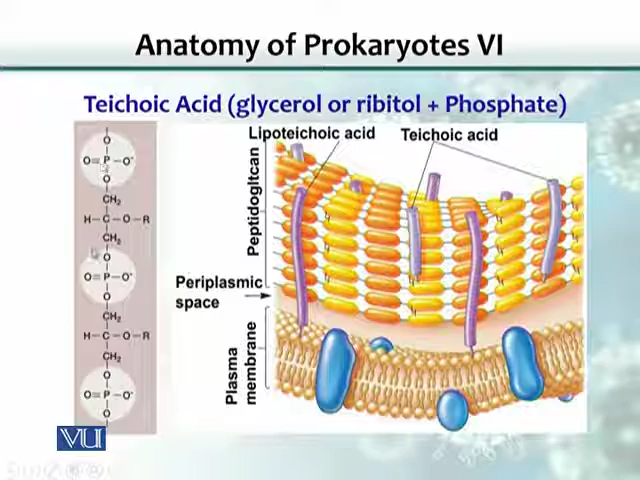 Anatomy of Prokaryotes VI
Teichoic Acid (glycerol or ribitol + Phosphate)
Lipoteichoic acid
Teichoic acid
Peptidogltcan
Periplasmic
space
Plasma
membrane
O
O=P-O⁻
O
CH₂
H-C-O-R
CH₂
O
O=P-O⁻
O
CH₂
H-C-O-R
CH₂
O
O=P-O⁻
O
VU